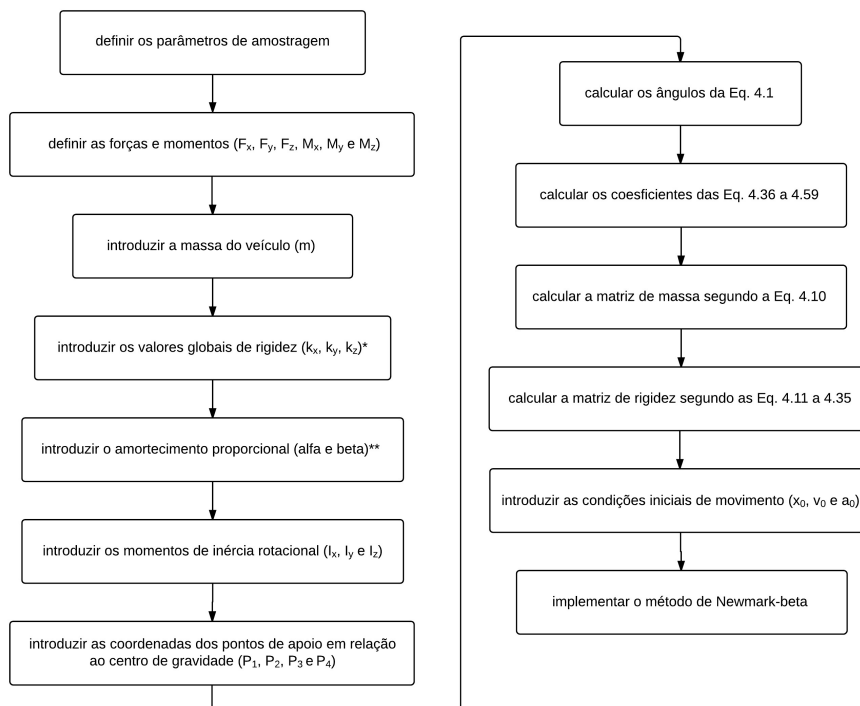 definir os parâmetros de amostragem
definir as forças e momentos (Fx, Fy, Fz, Mx, My e Mz)
introduzir a massa do veículo (m)
introduzir os valores globais de rigidez (kx, ky, kz)*
introduzir o amortecimento proporcional (alfa e beta)**
introduzir os momentos de inércia rotacional (Ix, Iy e Iz)
introduzir as coordenadas dos pontos de apoio em relação
ao centro de gravidade (P1, P2, P3 e P4)
calcular os ângulos da Eq. 4.1
calcular os coesficientes das Eq. 4.36 a 4.59
calcular a matriz de massa segundo a Eq. 4.10
calcular a matriz de rigidez segundo as Eq. 4.11 a 4.35
introduzir as condições iniciais de movimento (x0, v0 e a0)
implementar o método de Newmark-beta